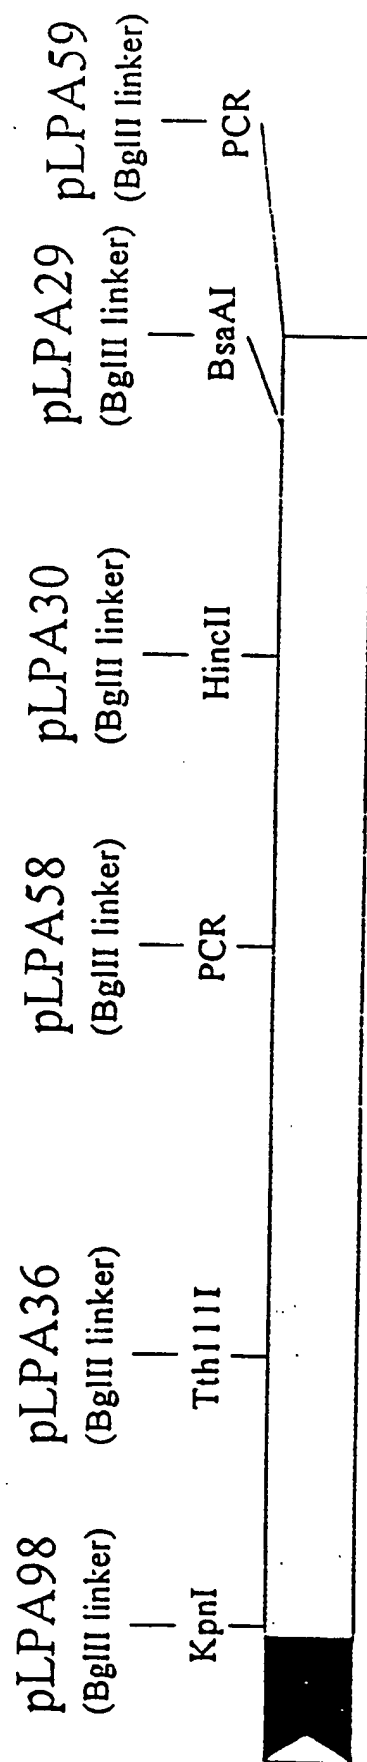 pLPA98
(BglII linker)
KpnI
pLPA36
(BglII linker)
Tth111I
pLPA58
(BglII linker)
PCR
pLPA30
(BglII linker)
HincII
pLPA29
(BglII linker)
BsaAI
pLPA59
(BglII linker)
PCR